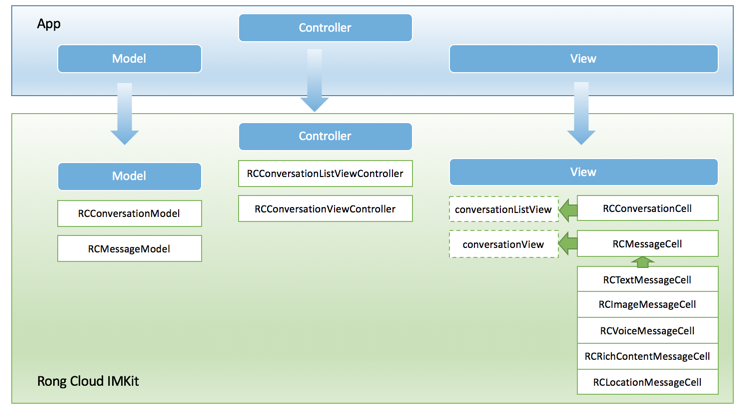 App
Controller
Model
View
Controller
Model
View
RCConversationListViewController
RCConversationViewController
RCConversationModel
RCMessageModel
conversationListView
RCConversationCell
conversationView
RCMessageCell
RCTextMessageCell
RCImageMessageCell
RCVoiceMessageCell
RCRichContentMessageCell
RCLocationMessageCell
Rong Cloud IMKit